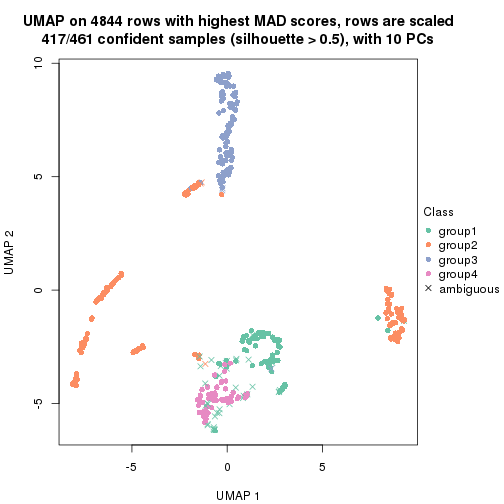 UMAP on 4844 rows with highest MAD scores, rows are scaled
417/461 confident samples (silhouette > 0.5), with 10 PCs
10
5
0
-5
UMAP 2
-5
0
5
UMAP 1
Class
group1
group2
group3
group4
ambiguous